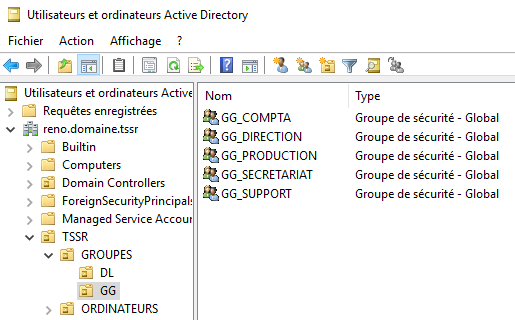 Utilisateurs et ordinateurs Active Directory
Fichier Action Affichage ?
Utilisateurs et ordinateurs Active
Requêtes enregistrées
reno.domaine.tssr
Builtin
Computers
Domain Controllers
ForeignSecurityPrincipals
Managed Service Accour
TSSR
GROUPES
DL
GG
ORDINATEURS
Nom Type
GG_COMPTA Groupe de sécurité - Global
GG_DIRECTION Groupe de sécurité - Global
GG_PRODUCTION Groupe de sécurité - Global
GG_SECRETARIAT Groupe de sécurité - Global
GG_SUPPORT Groupe de sécurité - Global